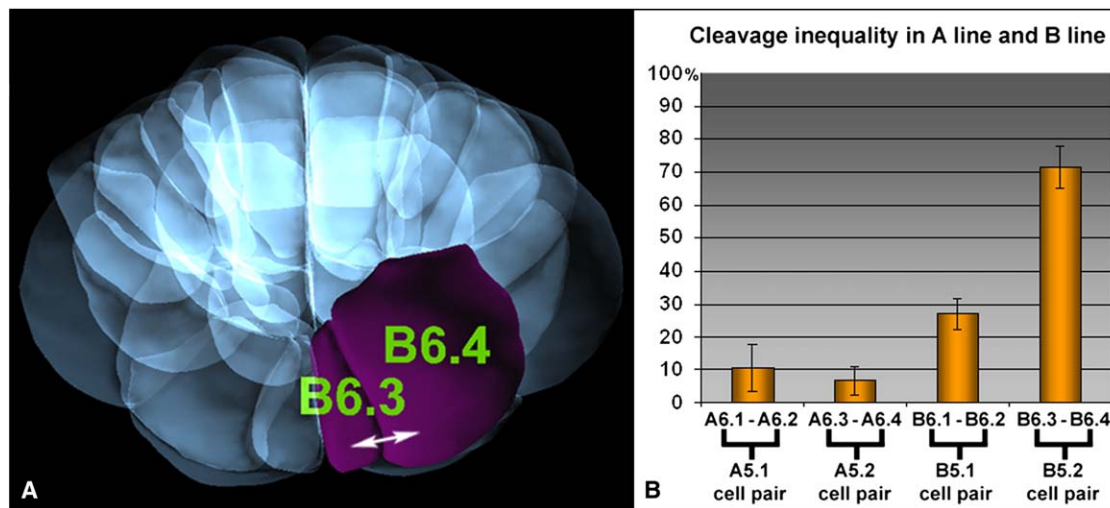 B6.4
B6.3
A
Cleavage inequality in A line and B line
100%
90
80
70
60
50
40
30
20
10
0
A6.1 - A6.2 A6.3 - A6.4 B6.1 - B6.2 B6.3 - B6.4
A5.1 A5.2 B5.1 B5.2
cell pair cell pair cell pair cell pair
B